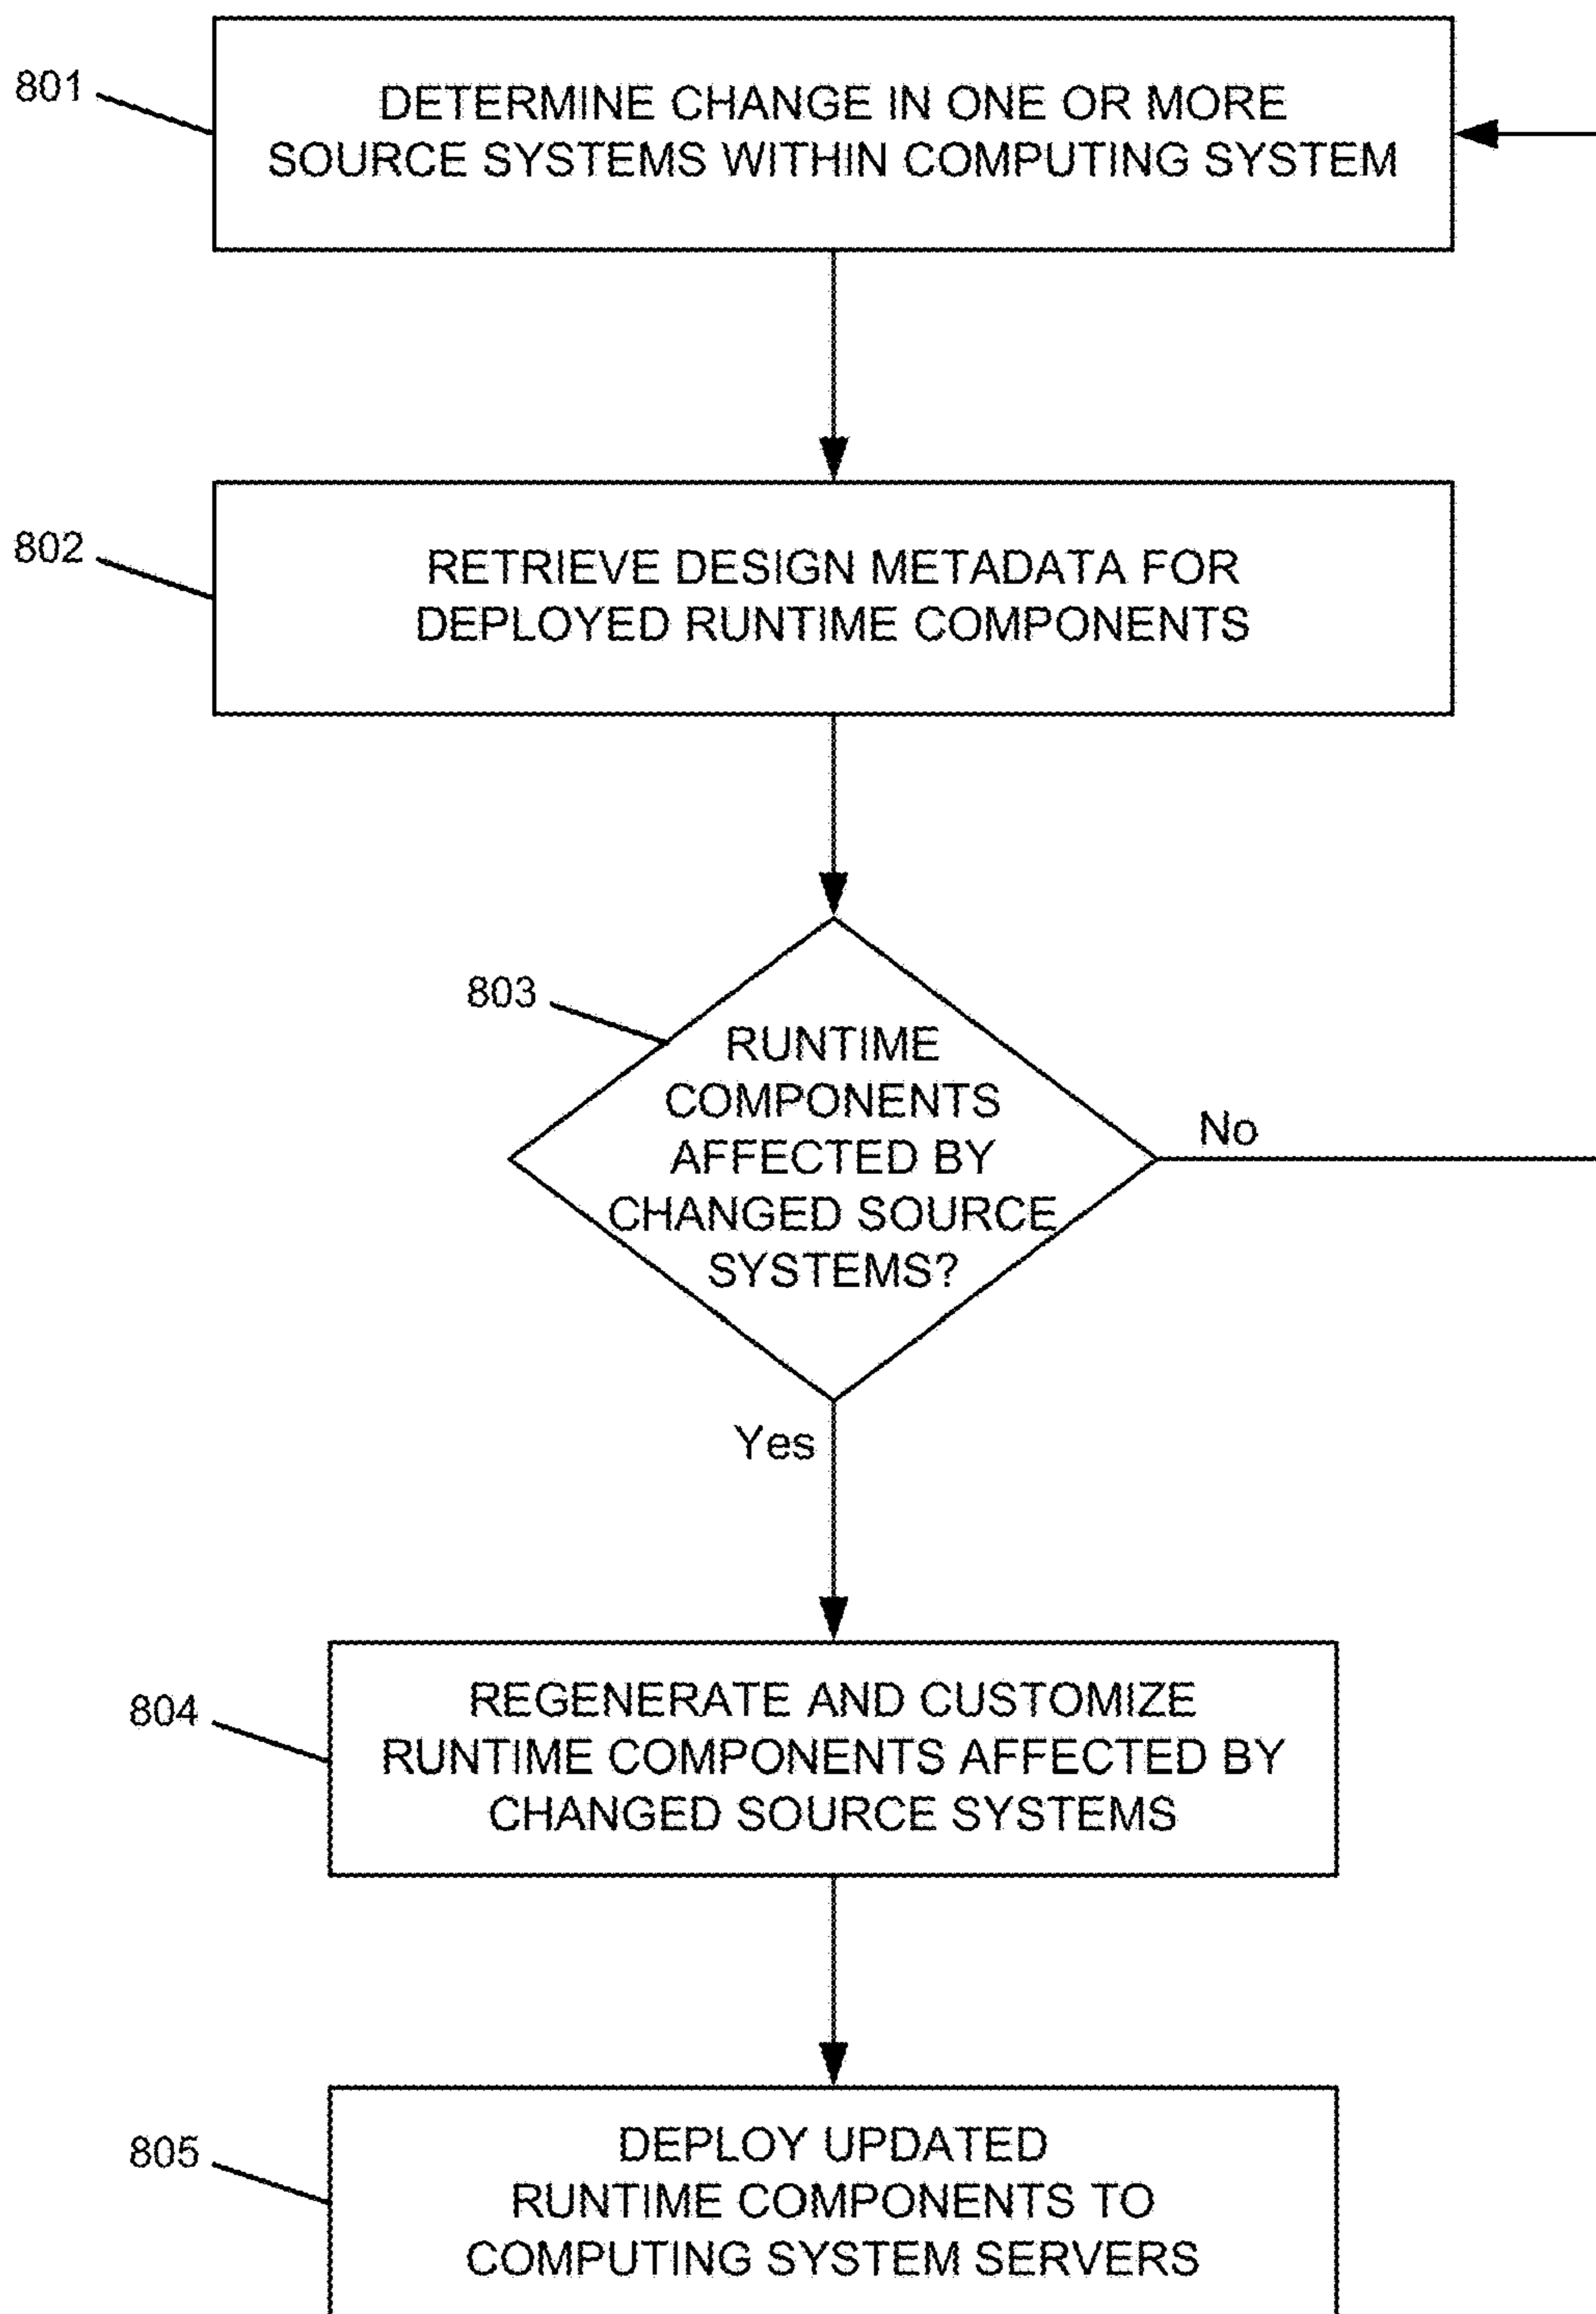 801
DETERMINE CHANGE IN ONE OR MORE
SOURCE SYSTEMS WITHIN COMPUTING SYSTEM
802
RETRIEVE DESIGN METADATA FOR
DEPLOYED RUNTIME COMPONENTS
803
RUNTIME
COMPONENTS
AFFECTED BY
CHANGED SOURCE
SYSTEMS?
No
Yes
804
REGENERATE AND CUSTOMIZE
RUNTIME COMPONENTS AFFECTED BY
CHANGED SOURCE SYSTEMS
805
DEPLOY UPDATED
RUNTIME COMPONENTS TO
COMPUTING SYSTEM SERVERS